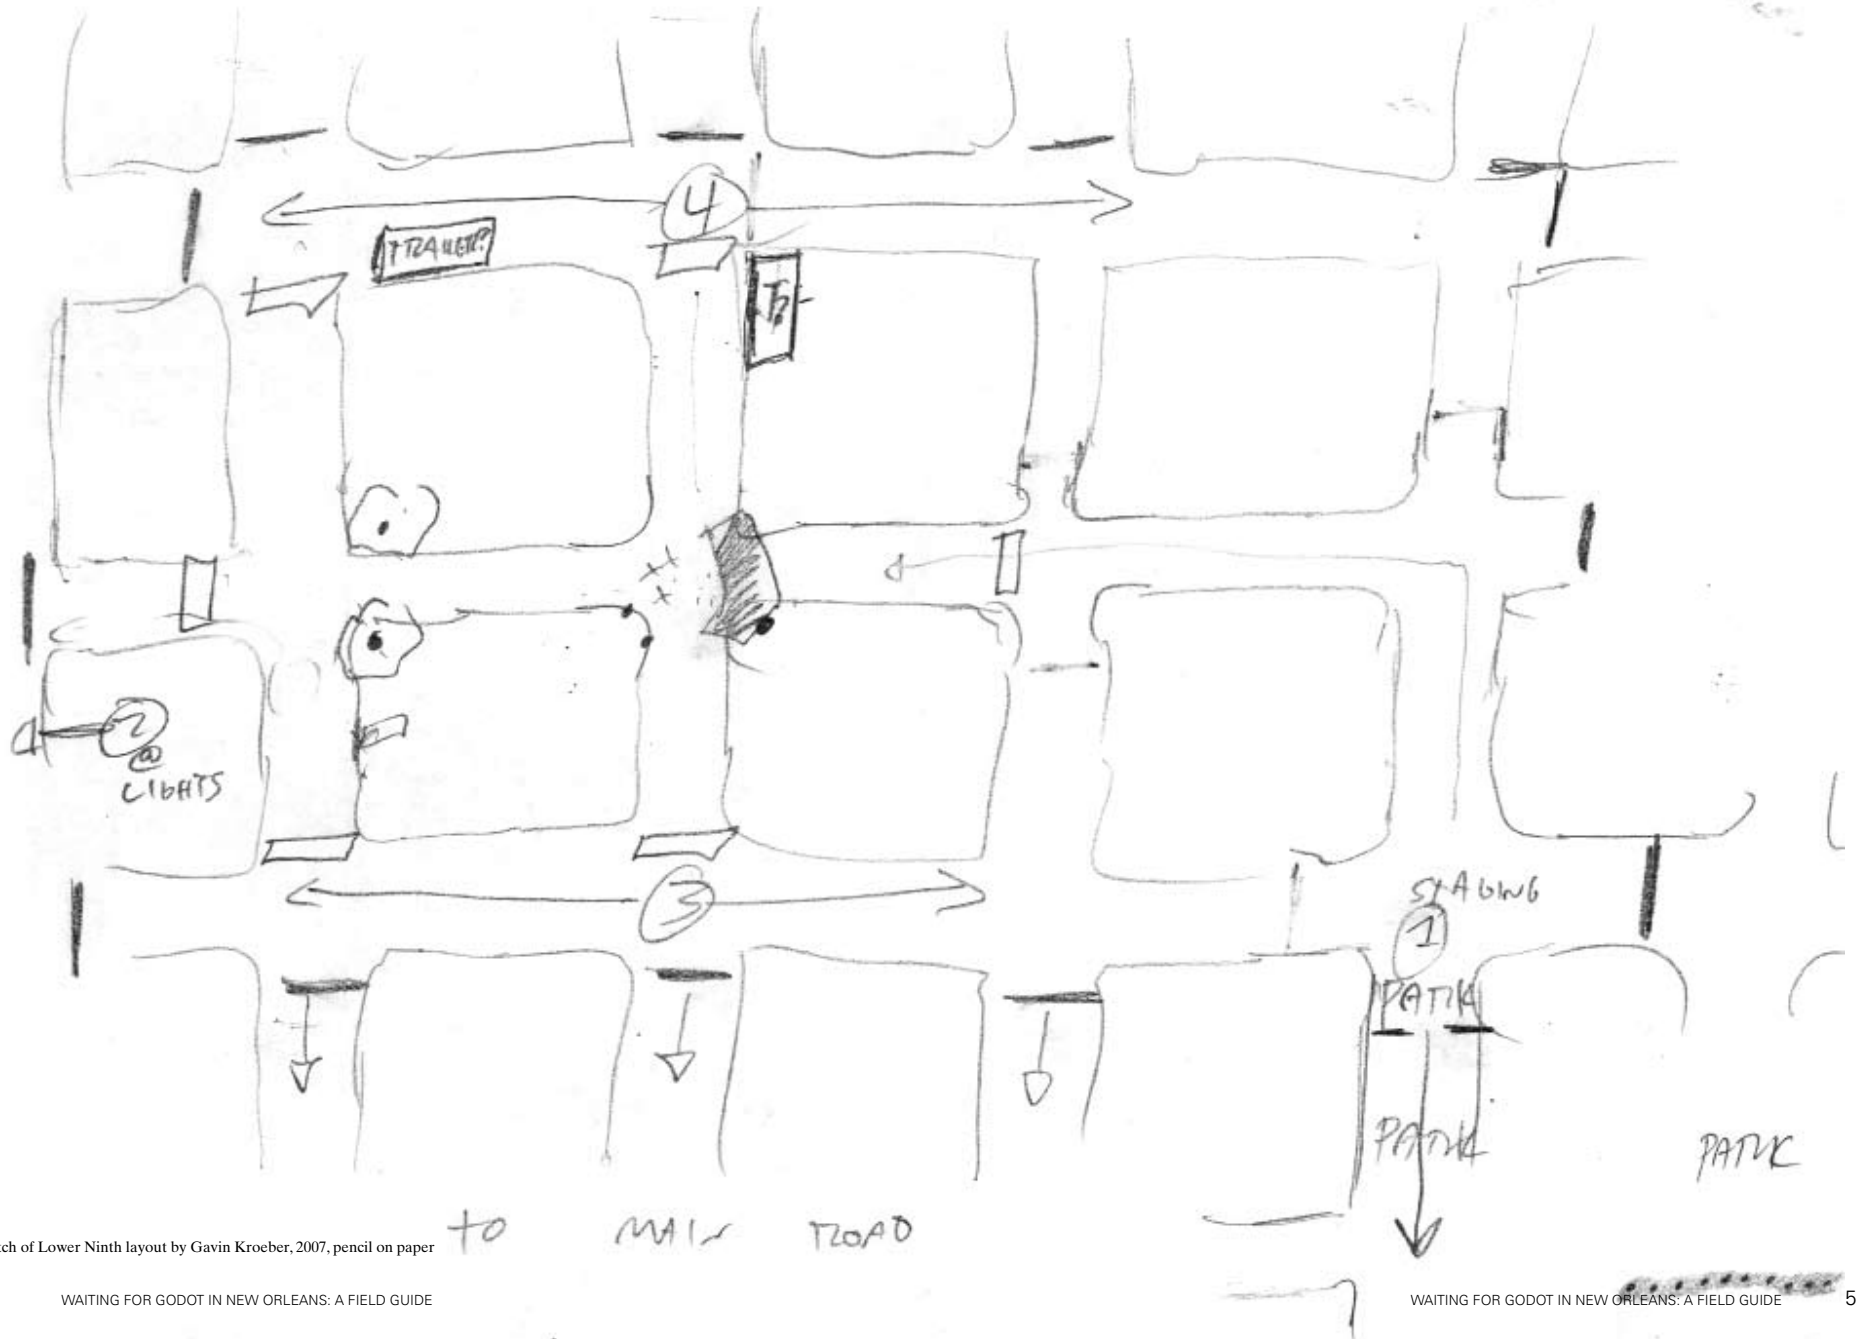 4
TRAILER?
T?
2
@
LIGHTS
3
STAGING
1
PARK
PARK
PARK
TO MAIN ROAD
tch of Lower Ninth layout by Gavin Kroeber, 2007, pencil on paper
WAITING FOR GODOT IN NEW ORLEANS: A FIELD GUIDE
WAITING FOR GODOT IN NEW ORLEANS: A FIELD GUIDE 5